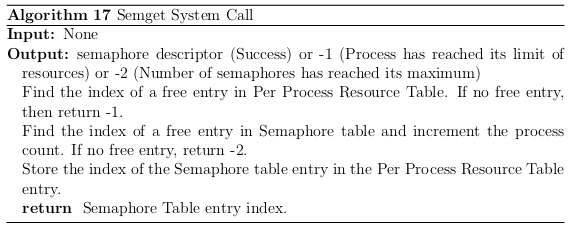 Algorithm 17 Semget System Call
Input: None
Output: semaphore descriptor (Success) or -1 (Process has reached its limit of
resources) or -2 (Number of semaphores has reached its maximum)
Find the index of a free entry in Per Process Resource Table. If no free entry,
then return -1.
Find the index of a free entry in Semaphore table and increment the process
count. If no free entry, return -2.
Store the index of the Semaphore table entry in the Per Process Resource Table
entry.
return Semaphore Table entry index.